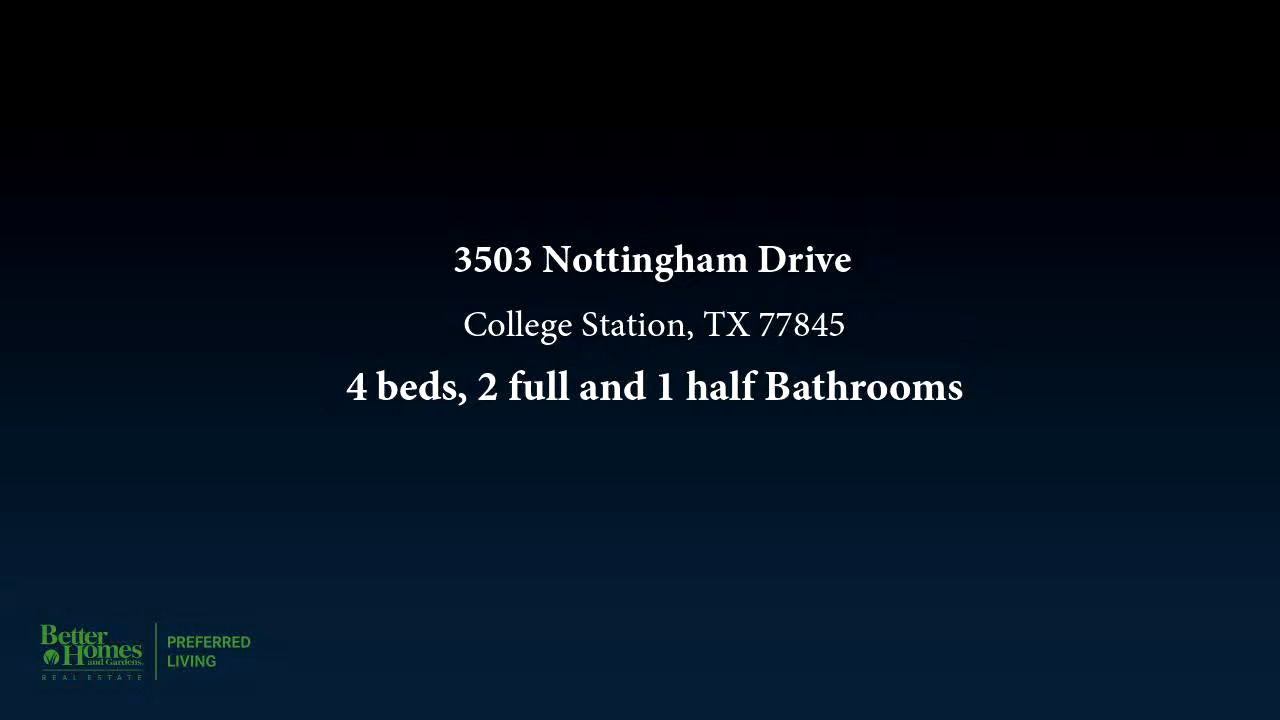 3503 Nottingham Drive
College Station, TX 77845
4 beds, 2 full and 1 half Bathrooms
Better
Homes
and Gardens.
REAL ESTATE
PREFERRED
LIVING